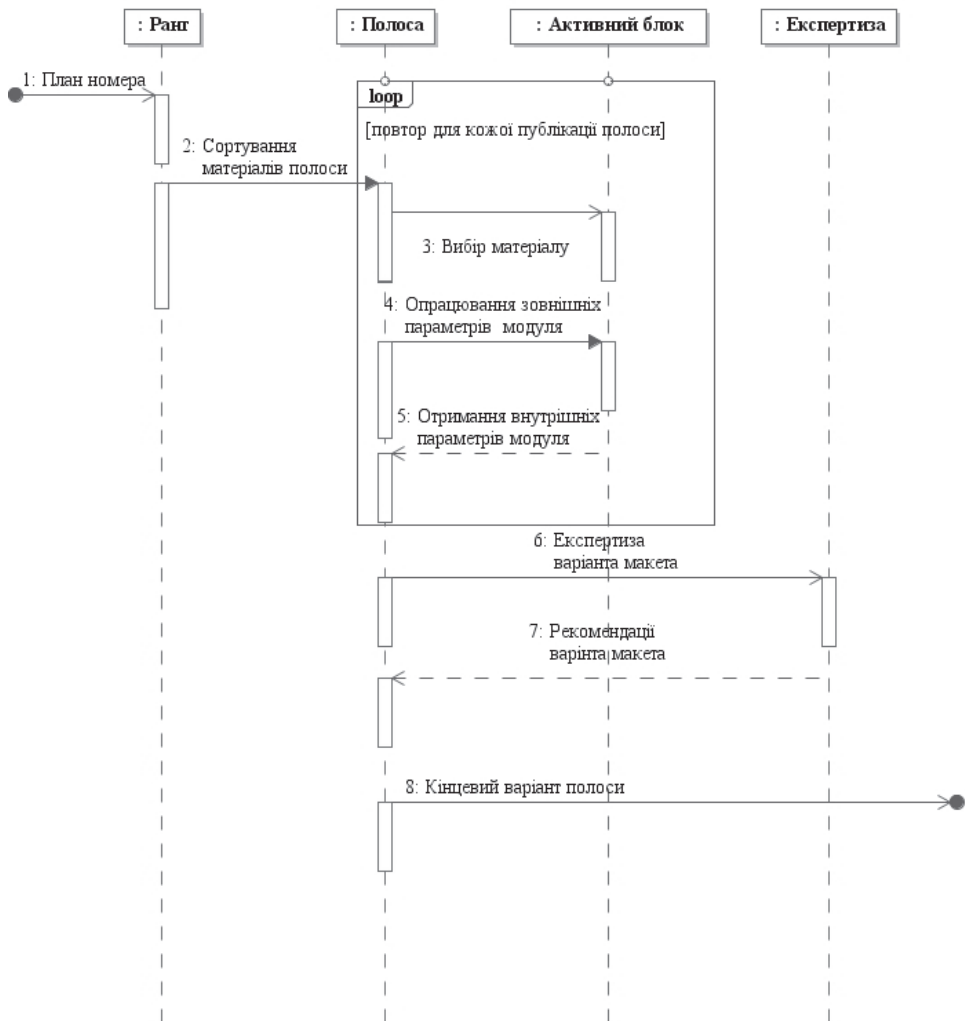 : Ранг
: Полоса
: Активний блок
: Експертиза
1: План номера
loop
[повтор для кожої публікації полоси]
2: Сортування
матеріалів полоси
3: Вибір матеріалу
4: Опрацювання зовнішніх
параметрів модуля
5: Отримання внутрішніх
параметрів модуля
6: Експертиза
варіанта макета
7: Рекомендації
варінта макета
8: Кінцевий варіант полоси